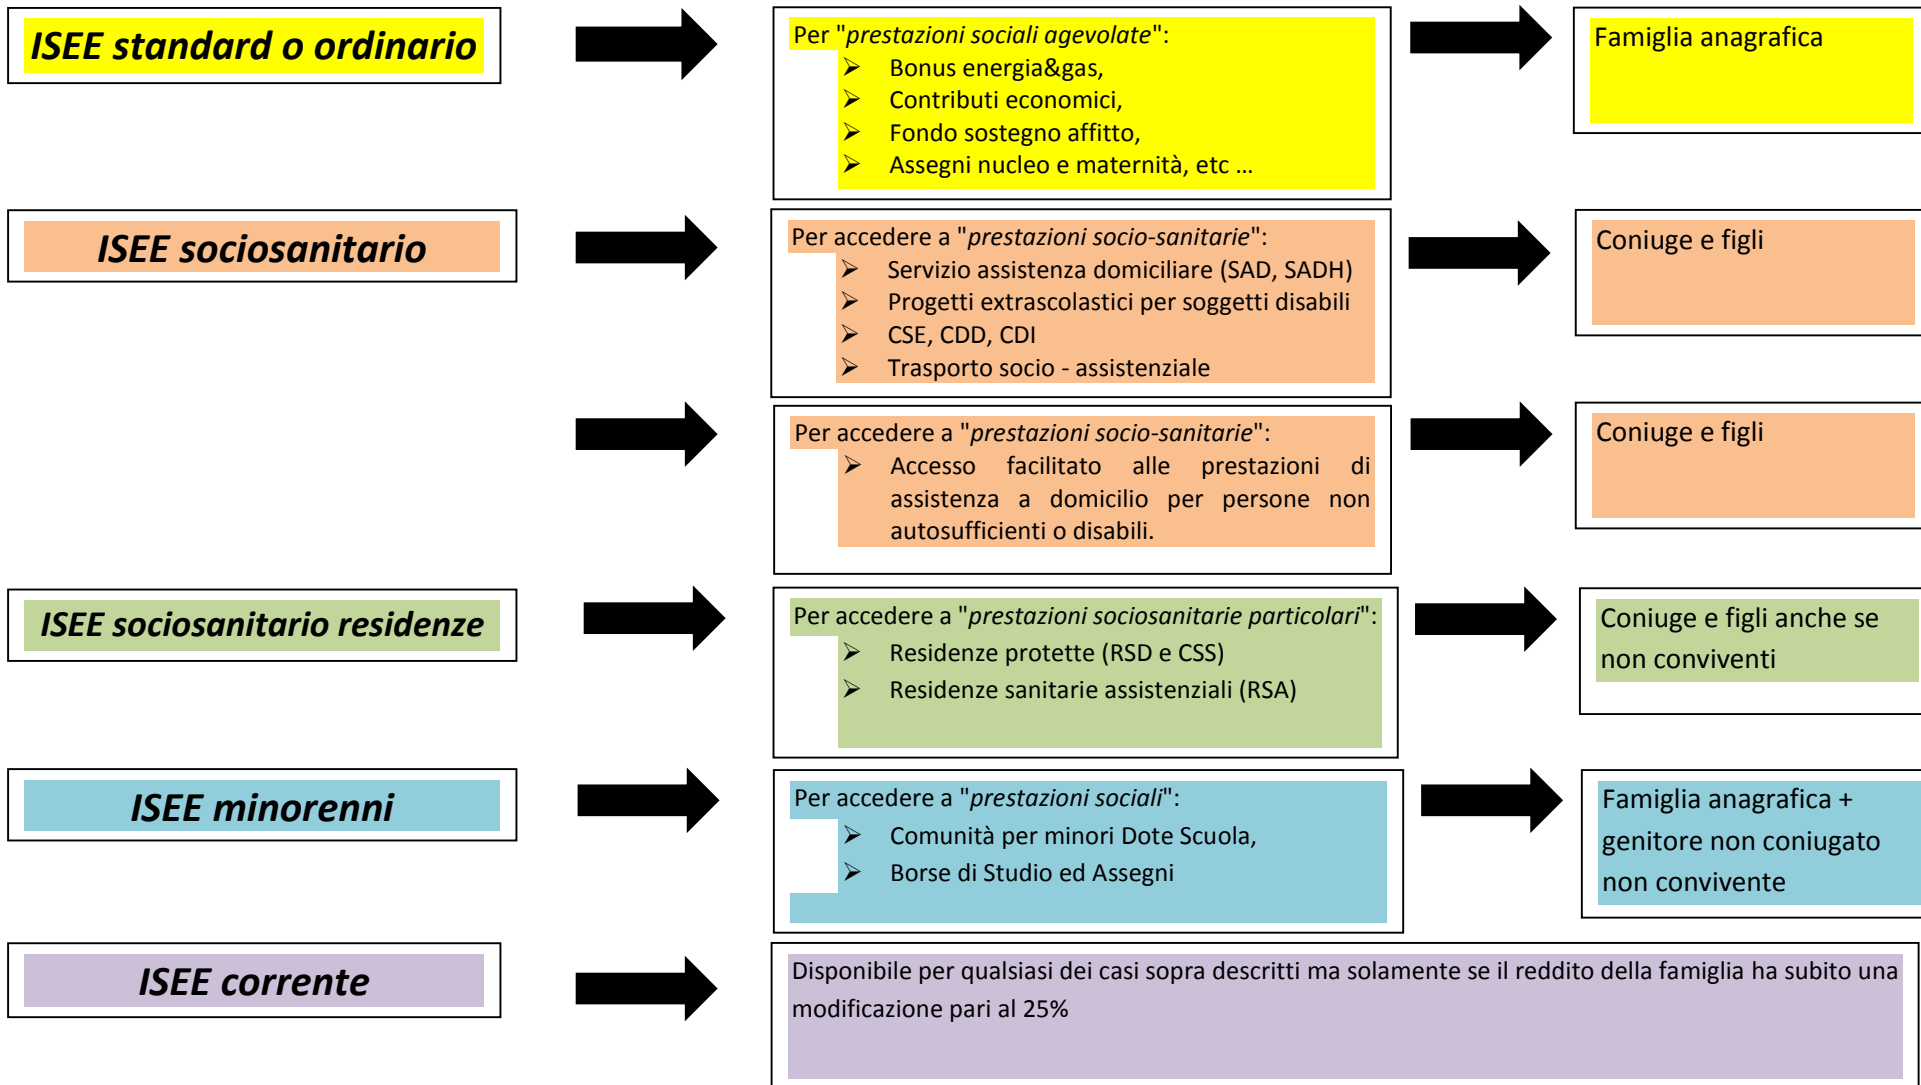 ISEE standard o ordinario
Per "prestazioni sociali agevolate":
➢ Bonus energia&gas,
➢ Contributi economici,
➢ Fondo sostegno affitto,
➢ Assegni nucleo e maternità, etc ...
Famiglia anagrafica
ISEE sociosanitario
Per accedere a "prestazioni socio-sanitarie":
➢ Servizio assistenza domiciliare (SAD, SADH)
➢ Progetti extrascolastici per soggetti disabili
➢ CSE, CDD, CDI
➢ Trasporto socio - assistenziale
Coniuge e figli
Per accedere a "prestazioni socio-sanitarie":
➢ Accesso facilitato alle prestazioni di
assistenza a domicilio per persone non
autosufficienti o disabili.
Coniuge e figli
ISEE sociosanitario residenze
Per accedere a "prestazioni sociosanitarie particolari":
➢ Residenze protette (RSD e CSS)
➢ Residenze sanitarie assistenziali (RSA)
Coniuge e figli anche se
non conviventi
ISEE minorenni
Per accedere a "prestazioni sociali":
➢ Comunità per minori Dote Scuola,
➢ Borse di Studio ed Assegni
Famiglia anagrafica +
genitore non coniugato
non convivente
ISEE corrente
Disponibile per qualsiasi dei casi sopra descritti ma solamente se il reddito della famiglia ha subito una
modificazione pari al 25%